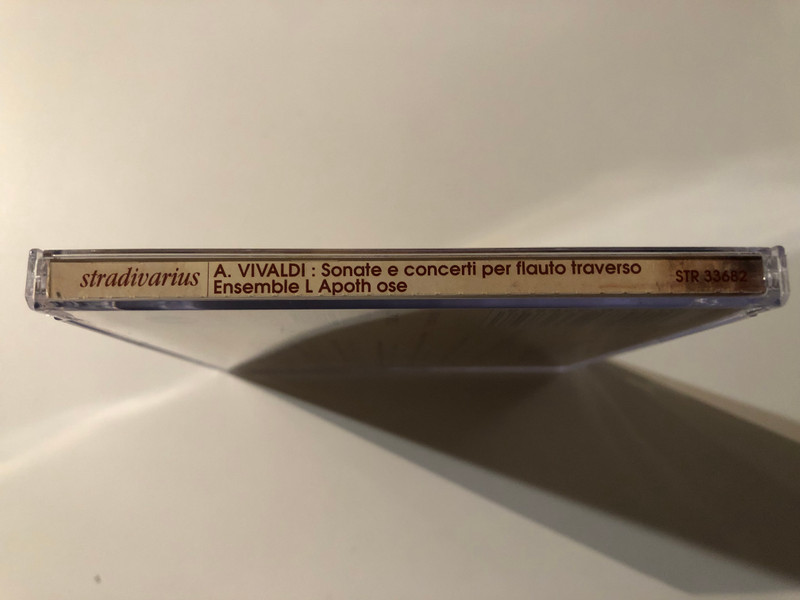 stradivarius
A. VIVALDI : Sonate e concerti per flauto traverso
Ensemble L Apoth ose
STR 33682